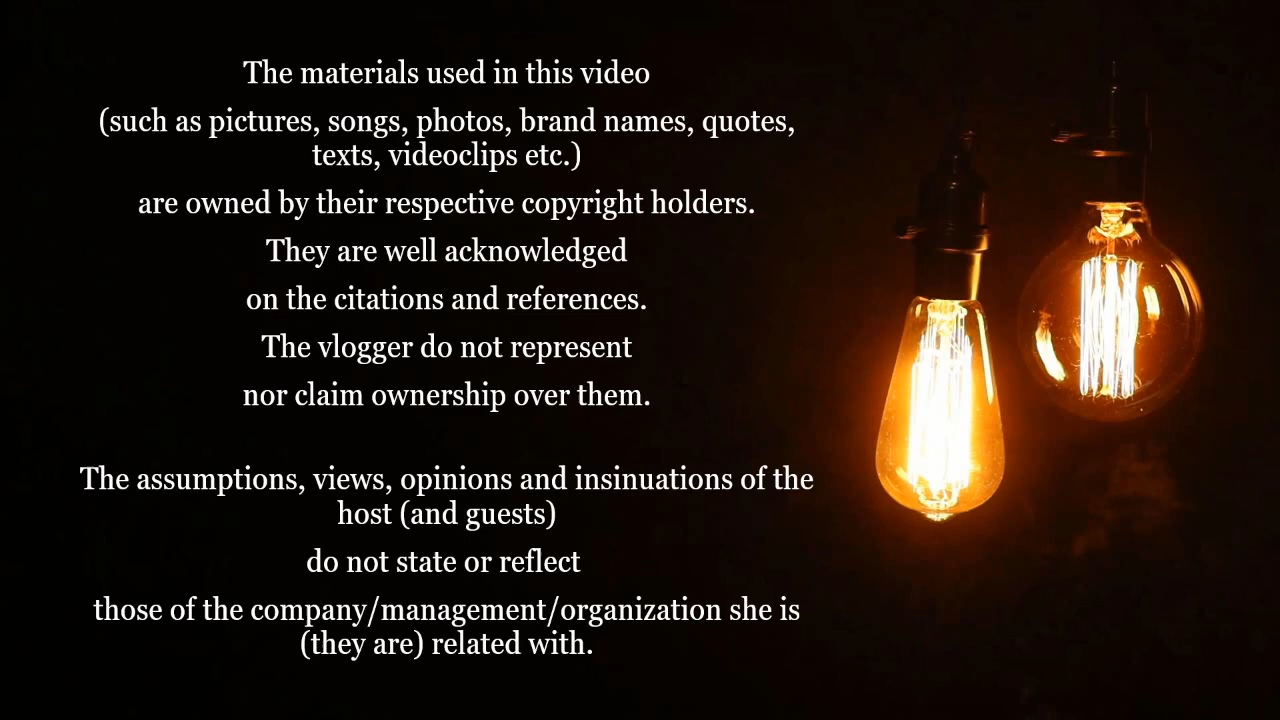 The materials used in this video
(such as pictures, songs, photos, brand names, quotes,
texts, videoclips etc.)
are owned by their respective copyright holders.
They are well acknowledged
on the citations and references.
The vlogger do not represent
nor claim ownership over them.
The assumptions, views, opinions and insinuations of the
host (and guests)
do not state or reflect
those of the company/management/organization she is
(they are) related with.